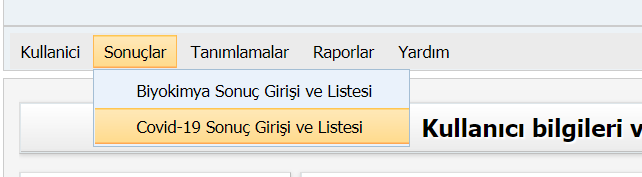 Kullanici Sonuçlar Tanımlamalar Raporlar Yardım
Biyokimya Sonuç Girişi ve Listesi
Covid-19 Sonuç Girişi ve Listesi
Kullanıcı bilgileri v